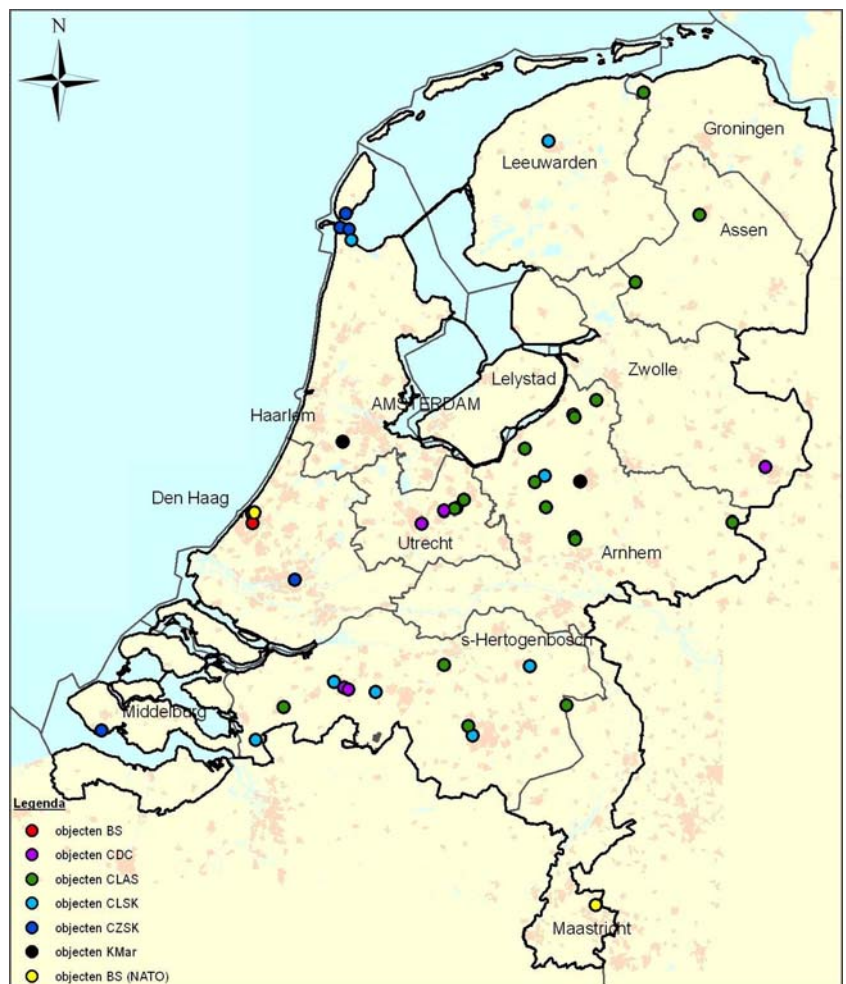 N
Groningen
Leeuwarden
Assen
Zwolle
Lelystad
AMSTERDAM
Haarlem
Den Haag
Utrecht
Arnhem
s-Hertogenbosch
Middelburg
Legenda
objecten BS
objecten CDC
objecten CLAS
objecten CLSK
objecten CZSK
objecten KMar
objecten BS (NATO)
Maastricht